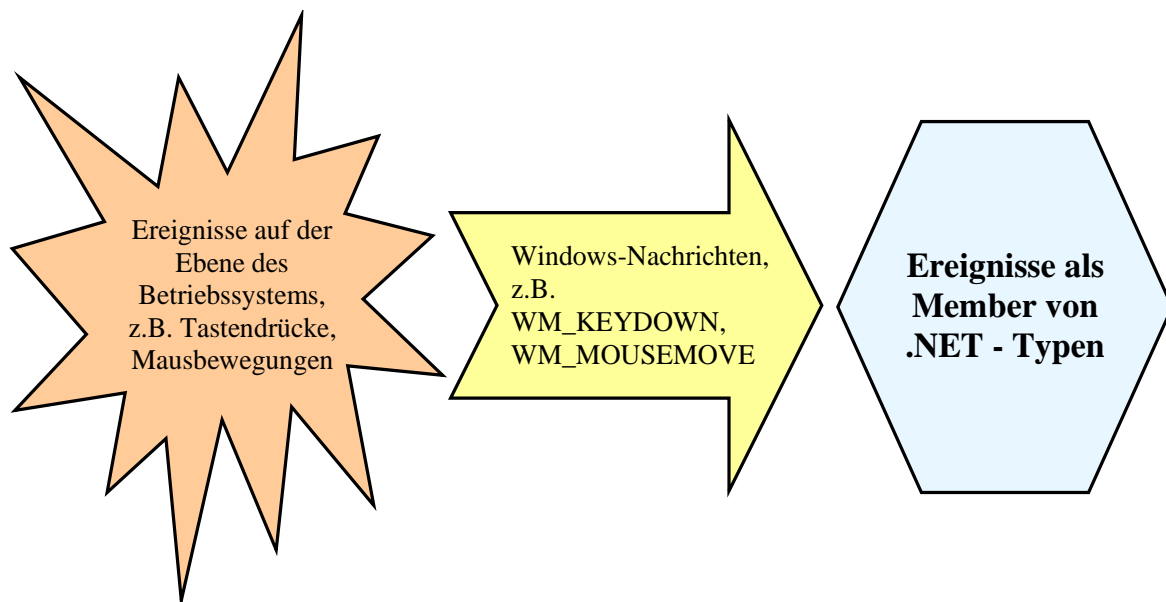 Ereignisse auf der
Ebene des
Betriebssystems,
z.B. Tastendrücke,
Mausbewegungen
Windows-Nachrichten,
z.B.
WM_KEYDOWN,
WM_MOUSEMOVE
Ereignisse als
Member von
.NET - Typen